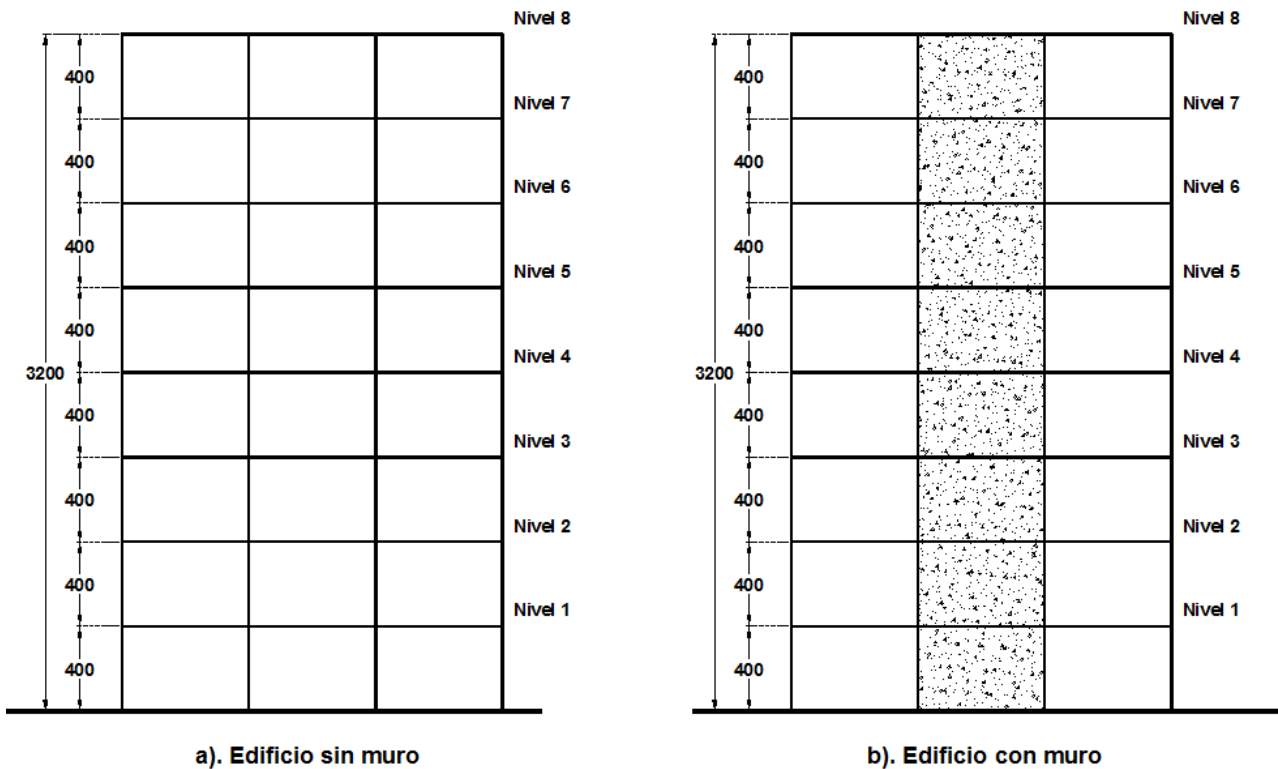 Nivel 8
400
Nivel 7
400
Nivel 6
400
Nivel 5
400
Nivel 4
3200
400
Nivel 3
400
Nivel 2
400
Nivel 1
400
a). Edificio sin muro
Nivel 8
400
Nivel 7
400
Nivel 6
400
Nivel 5
400
Nivel 4
3200
400
Nivel 3
400
Nivel 2
400
Nivel 1
400
b). Edificio con muro